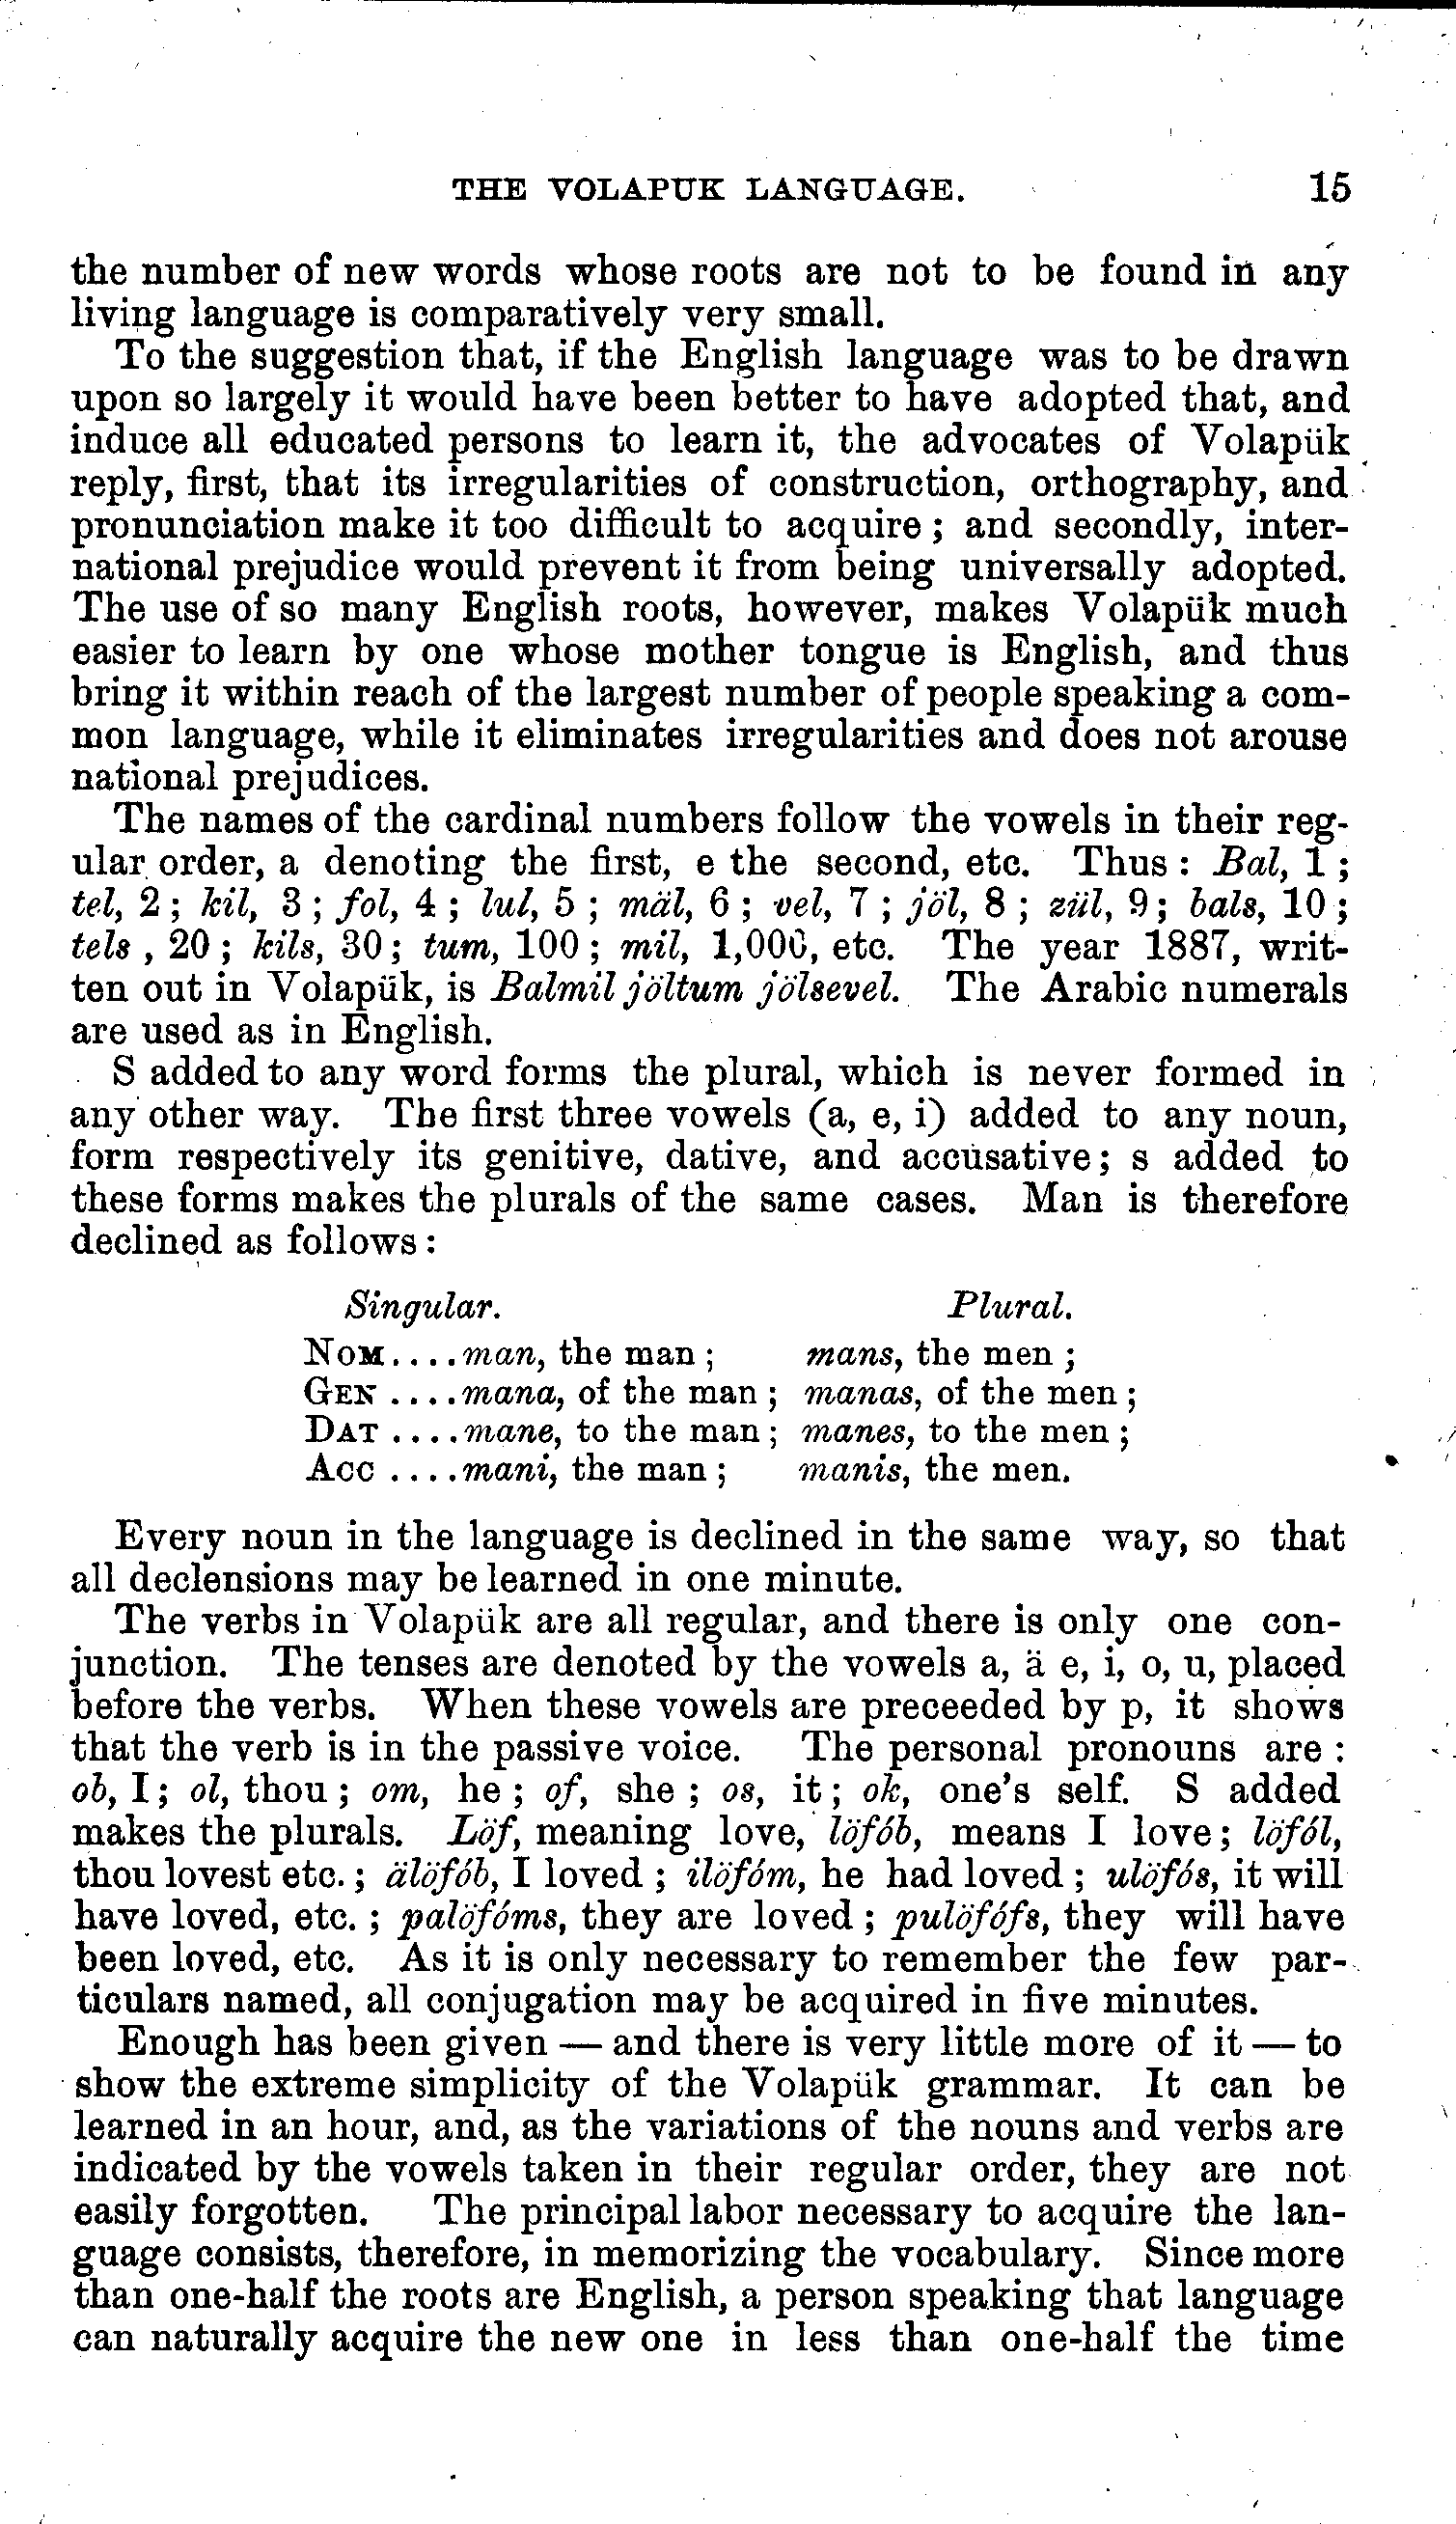 THE VOLAPUK LANGUAGE. 15
the number of new words whose roots are not to be found in any
living language is comparatively very small.
To the suggestion that, if the English language was to be drawn
upon so largely it would have been better to have adopted that, and
induce all educated persons to learn it, the advocates of Volapük
reply, first, that its irregularities of construction, orthography, and
pronunciation make it too difficult to acquire; and secondly, inter-
national prejudice would prevent it from being universally adopted.
The use of so many English roots, however, makes Volapük much
easier to learn by one whose mother tongue is English, and thus
bring it within reach of the largest number of people speaking a com-
mon language, while it eliminates irregularities and does not arouse
national prejudices.
The names of the cardinal numbers follow the vowels in their reg-
ular order, a denoting the first, e the second, etc. Thus: Bal, 1;
tel, 2; kil, 3; fol, 4; lul, 5; mäl, 6; vel, 7; jöl, 8; zül, 9; bals, 10;
tels, 20; kils, 30; tum, 100; mil, 1,000, etc. The year 1887, writ-
ten out in Volapük, is Balmil jöltum jölsevel. The Arabic numerals
are used as in English.
S added to any word forms the plural, which is never formed in
any other way. The first three vowels (a, e, i) added to any noun,
form respectively its genitive, dative, and accusative; s added to
these forms makes the plurals of the same cases. Man is therefore
declined as follows:
Singular. Plural.
NOM....man, the man; mans, the men;
GEN ....mana, of the man; manas, of the men;
DAT ....mane, to the man; manes, to the men;
ACC ....mani, the man; manis, the men.
Every noun in the language is declined in the same way, so that
all declensions may be learned in one minute.
The verbs in Volapük are all regular, and there is only one con-
junction. The tenses are denoted by the vowels a, ä e, i, o, u, placed
before the verbs. When these vowels are preceeded by p, it shows
that the verb is in the passive voice. The personal pronouns are:
ob, I; ol, thou; om, he; of, she; os, it; ok, one's self. S added
makes the plurals. Löf, meaning love, löfób, means I love; löfól,
thou lovest etc.; älöfób, I loved; ilöfóm, he had loved; ulöfós, it will
have loved, etc.; palöfóms, they are loved; pulöfófs, they will have
been loved, etc. As it is only necessary to remember the few par-
ticulars named, all conjugation may be acquired in five minutes.
Enough has been given — and there is very little more of it — to
show the extreme simplicity of the Volapük grammar. It can be
learned in an hour, and, as the variations of the nouns and verbs are
indicated by the vowels taken in their regular order, they are not
easily forgotten. The principal labor necessary to acquire the lan-
guage consists, therefore, in memorizing the vocabulary. Since more
than one-half the roots are English, a person speaking that language
can naturally acquire the new one in less than one-half the time